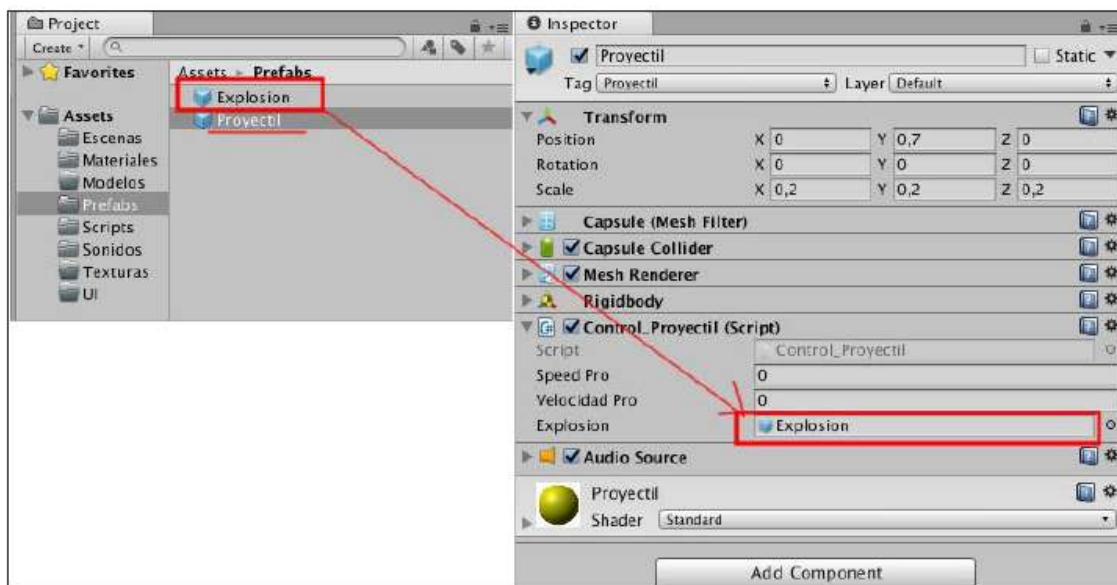 Project
Create
Favorites
Assets
Escenas
Materiales
Modelos
Prefabs
Scripts
Sonidos
Texturas
UI
Assets Prefabs
Explosion
Proyectil
Inspector
Proyectil Static
Tag Proyectil Layer Default
Transform
Position X 0 Y 0,7 Z 0
Rotation X 0 Y 0 Z 0
Scale X 0,2 Y 0,2 Z 0,2
Capsule (Mesh Filter)
Capsule Collider
Mesh Renderer
Rigidbody
C# Control_Proyectil (Script)
Script Control_Proyectil
Speed Pro 0
Velocidad Pro 0
Explosion Explosion
Audio Source
Proyectil
Shader Standard
Add Component